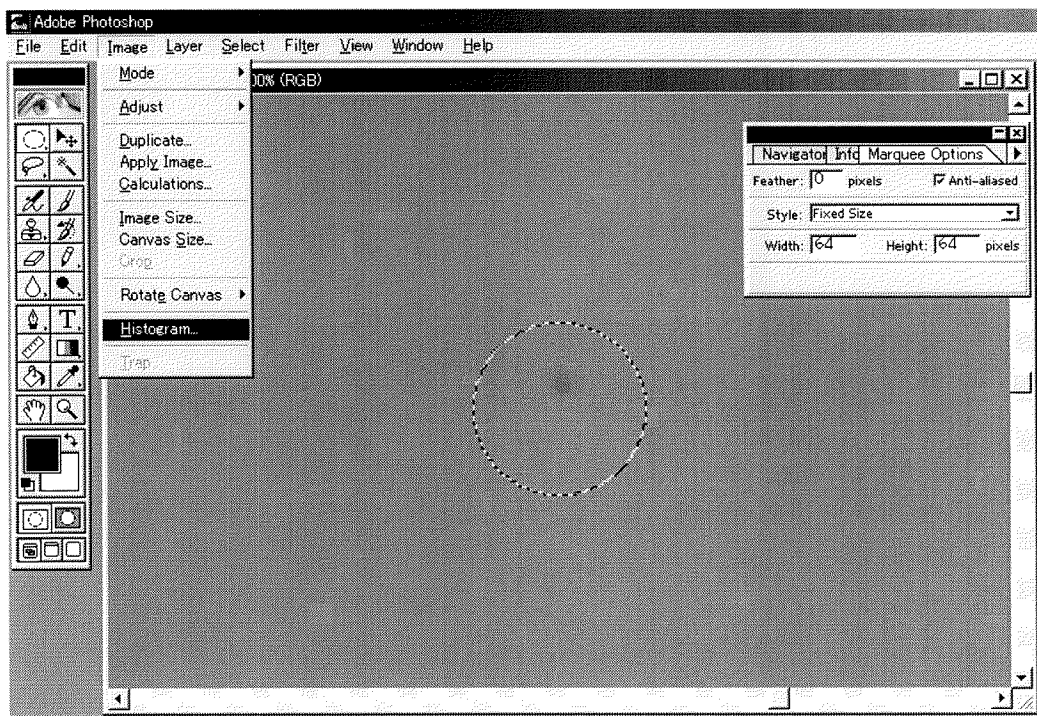 Adobe Photoshop
File Edit Image Layer Select Filter View Window Help
00% (RGB)
Mode
Adjust
Duplicate...
Apply Image...
Calculations...
Image Size...
Canvas Size...
Crop
Rotate Canvas
Histogram...
Trap
T
Navigator Info Marquee Options
Feather: 0 pixels Anti-aliased
Style: Fixed Size
Width: 64 Height: 64 pixels